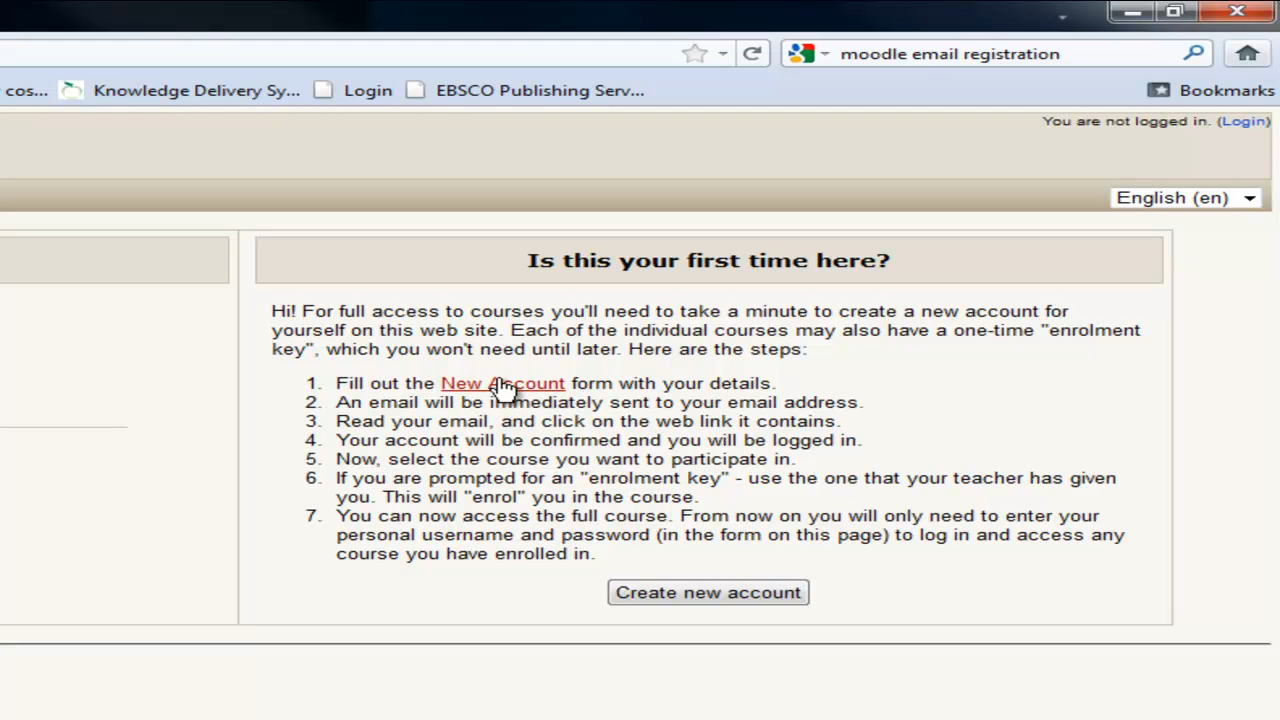 moodle email registration
cos... Knowledge Delivery Sy... Login EBSCO Publishing Serv... Bookmarks
You are not logged in. (Login)
English (en)
Is this your first time here?
Hi! For full access to courses you'll need to take a minute to create a new account for
yourself on this web site. Each of the individual courses may also have a one-time "enrolment
key", which you won't need until later. Here are the steps:
1. Fill out the New Account form with your details.
2. An email will be immediately sent to your email address.
3. Read your email, and click on the web link it contains.
4. Your account will be confirmed and you will be logged in.
5. Now, select the course you want to participate in.
6. If you are prompted for an "enrolment key" - use the one that your teacher has given
you. This will "enrol" you in the course.
7. You can now access the full course. From now on you will only need to enter your
personal username and password (in the form on this page) to log in and access any
course you have enrolled in.
Create new account